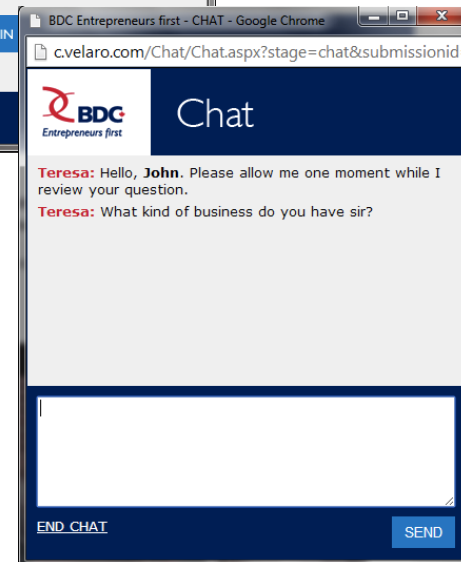 IN
BDC Entrepreneurs first - CHAT - Google Chrome
c.velaro.com/Chat/Chat.aspx?stage=chat&submissionid
BDC
Entrepreneurs first
Chat
Teresa: Hello, John. Please allow me one moment while I
review your question.
Teresa: What kind of business do you have sir?
END CHAT
SEND